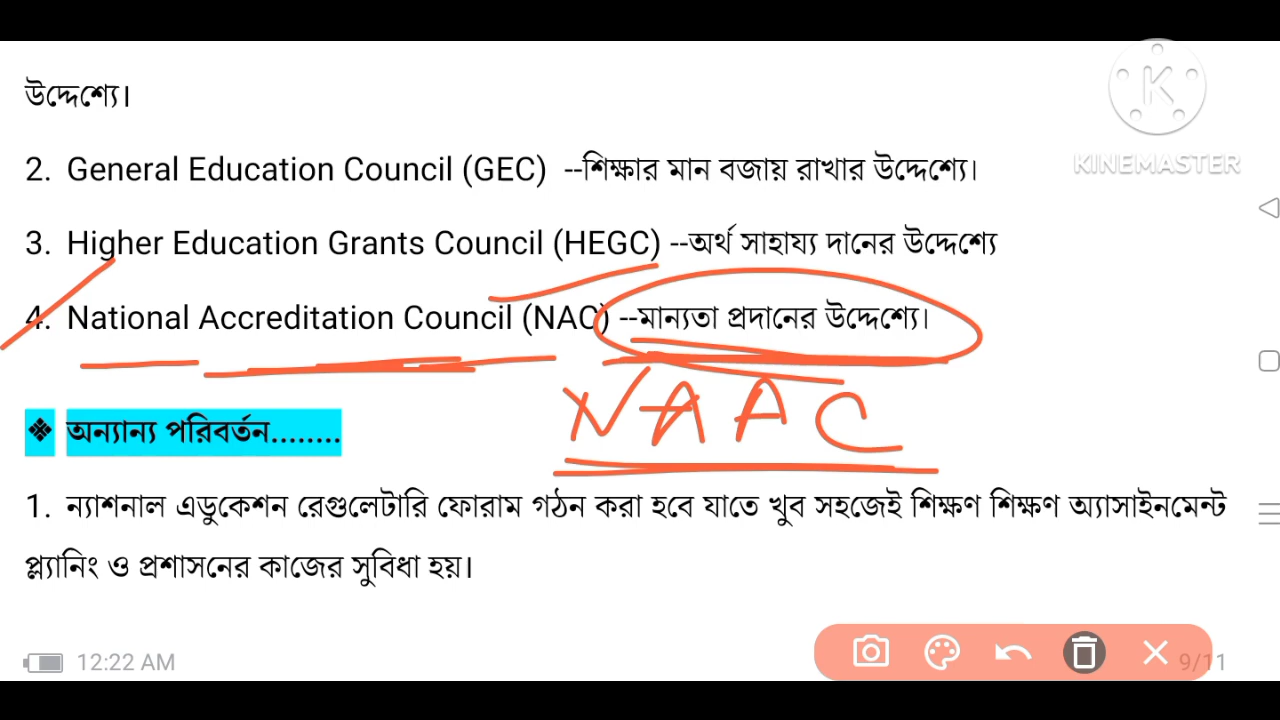 উদ্দেশ্যে।
KINEMASTER
2. General Education Council (GEC) --শিক্ষার মান বজায় রাখার উদ্দেশ্যে।
3. Higher Education Grants Council (HEGC) --অর্থ সাহায্য দানের উদ্দেশ্যে
4. National Accreditation Council (NAC) --মান্যতা প্রদানের উদ্দেশ্যে।
NAAC
❖ অন্যান্য পরিবর্তন........
1. ন্যাশনাল এডুকেশন রেগুলেটারি ফোরাম গঠন করা হবে যাতে খুব সহজেই শিক্ষণ শিক্ষণ অ্যাসাইনমেন্ট
প্ল্যানিং ও প্রশাসনের কাজের সুবিধা হয়।
12:22 AM
9/11